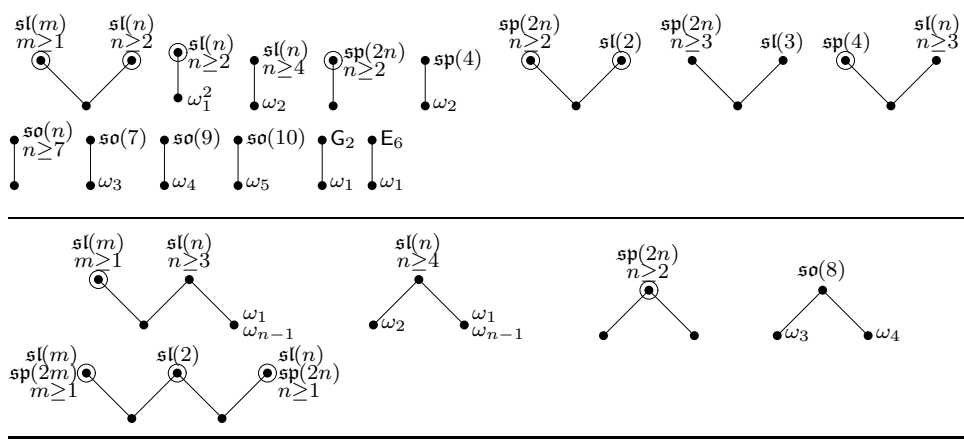 𝔰𝔩(m) m≥1 𝔰𝔩(n) n≥2
𝔰𝔩(n) n≥2 ω₁²
𝔰𝔩(n) n≥4 ω₂
𝔰𝔭(2n) n≥2
𝔰𝔭(4) ω₂
𝔰𝔭(2n) n≥2 𝔰𝔩(2)
𝔰𝔭(2n) n≥3 𝔰𝔩(3)
𝔰𝔭(4) 𝔰𝔩(n) n≥3
𝔰𝔬(n) n≥7
𝔰𝔬(7) ω₃
𝔰𝔬(9) ω₄
𝔰𝔬(10) ω₅
G₂ ω₁
E₆ ω₁
𝔰𝔩(m) m≥1 𝔰𝔩(n) n≥3 ω₁ ωₙ₋₁
𝔰𝔩(n) n≥4 ω₂ ω₁ ωₙ₋₁
𝔰𝔭(2n) n≥2
𝔰𝔬(8) ω₃ ω₄
𝔰𝔩(m) 𝔰𝔭(2m) m≥1 𝔰𝔩(2) 𝔰𝔩(n) 𝔰𝔭(2n) n≥1